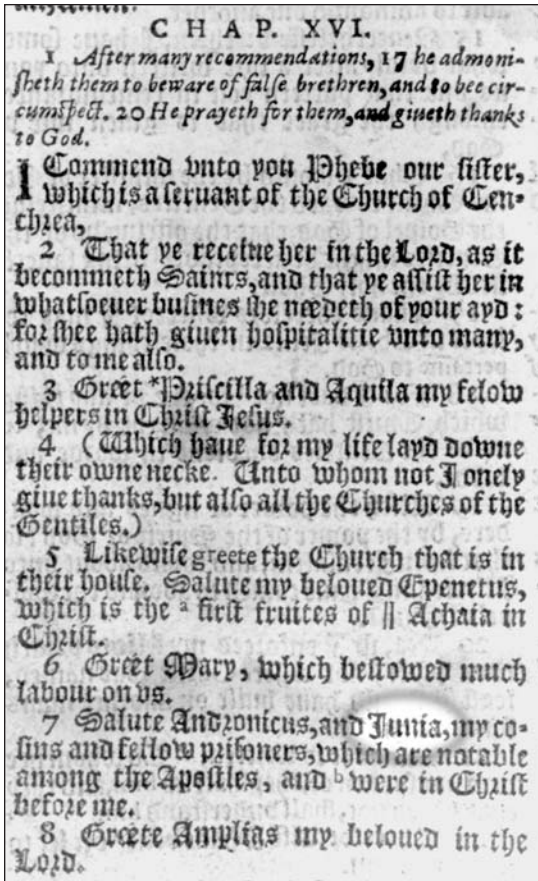 CHAP. XVI.
1 After many recommendations, 17 he admoni-
sheth them to beware of false brethren, and to bee cir-
cumspect. 20 He prayeth for them, and giueth thanks
to God.
I Commend vnto you Phebe our sister,
which is a seruant of the Church of Cen-
chrea,
2 That ye receiue her in the Lord, as it
becommeth Saints, and that ye assist her in
whatsoeuer busines she needeth of your ayd:
for shee hath giuen hospitalitie vnto many,
and to me also.
3 Greet *Priscilla and Aquila my felow
helpers in Christ Jesus.
4 (Which haue for my life layd downe
their owne necke. Unto whom not I onely
giue thanks, but also all the Churches of the
Gentiles.)
5 Likewise greete the Church that is in
their house. Salute my beloued Epenetus,
which is the a first fruites of || Achaia in
Christ.
6 Greet Mary, which bestowed much
labour on vs.
7 Salute Andronicus, and Junia, my co-
sins and fellow prisoners, which are notable
among the Apostles, and b were in Christ
before me.
8 Greete Amplias my beloued in the
Lord.